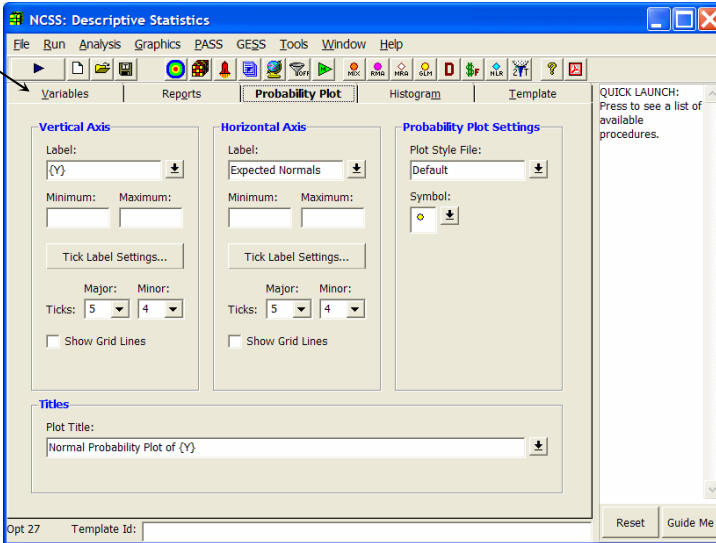 NCSS: Descriptive Statistics
File Run Analysis Graphics PASS GESS Tools Window Help
OFF MIX RMA MRA GLM D $F NLR ?
Variables Reports Probability Plot Histogram Template
QUICK LAUNCH:
Press to see a list of
available
procedures.
Vertical Axis
Label:
{Y}
Minimum: Maximum:
Tick Label Settings...
Major: Minor:
Ticks: 5 4
Show Grid Lines
Horizontal Axis
Label:
Expected Normals
Minimum: Maximum:
Tick Label Settings...
Major: Minor:
Ticks: 5 4
Show Grid Lines
Probability Plot Settings
Plot Style File:
Default
Symbol:
Titles
Plot Title:
Normal Probability Plot of {Y}
Opt 27 Template Id:
Reset Guide Me